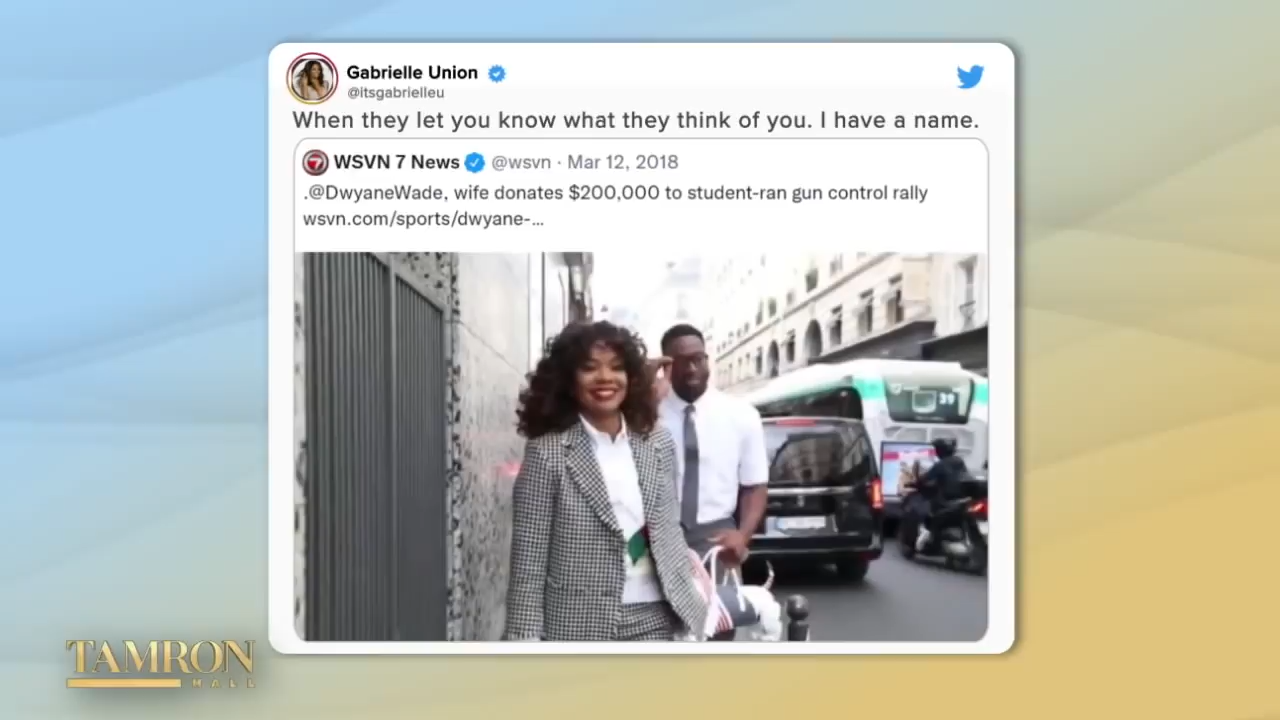 Gabrielle Union
@itsgabrielleu
When they let you know what they think of you. I have a name.
7 WSVN 7 News @wsvn · Mar 12, 2018
.@DwyaneWade, wife donates $200,000 to student-ran gun control rally
wsvn.com/sports/dwyane-...
39
TAMRON
HALL